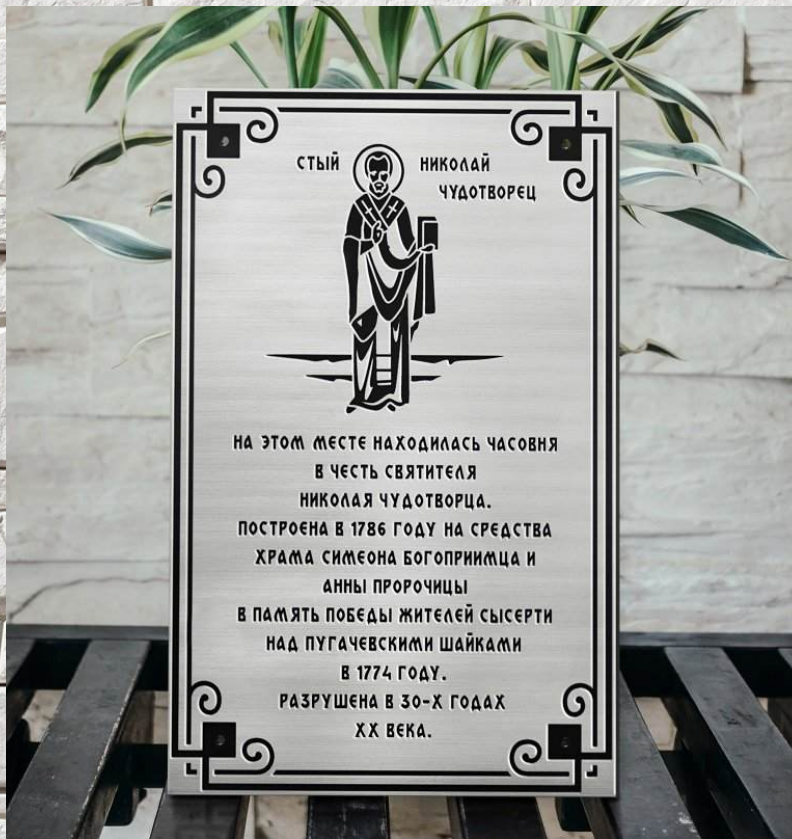 СТЫЙ НИКОЛАЙ
ЧУДОТВОРЕЦ
НА ЭТОМ МЕСТЕ НАХОДИЛАСЬ ЧАСОВНЯ
В ЧЕСТЬ СВЯТИТЕЛЯ
НИКОЛАЯ ЧУДОТВОРЦА.
ПОСТРОЕНА В 1786 ГОДУ НА СРЕДСТВА
ХРАМА СИМЕОНА БОГОПРИИМЦА И
АННЫ ПРОРОЧИЦЫ
В ПАМЯТЬ ПОБЕДЫ ЖИТЕЛЕЙ СЫСЕРТИ
НАД ПУГАЧЕВСКИМИ ШАЙКАМИ
В 1774 ГОДУ.
РАЗРУШЕНА В 30-Х ГОДАХ
ХХ ВЕКА.